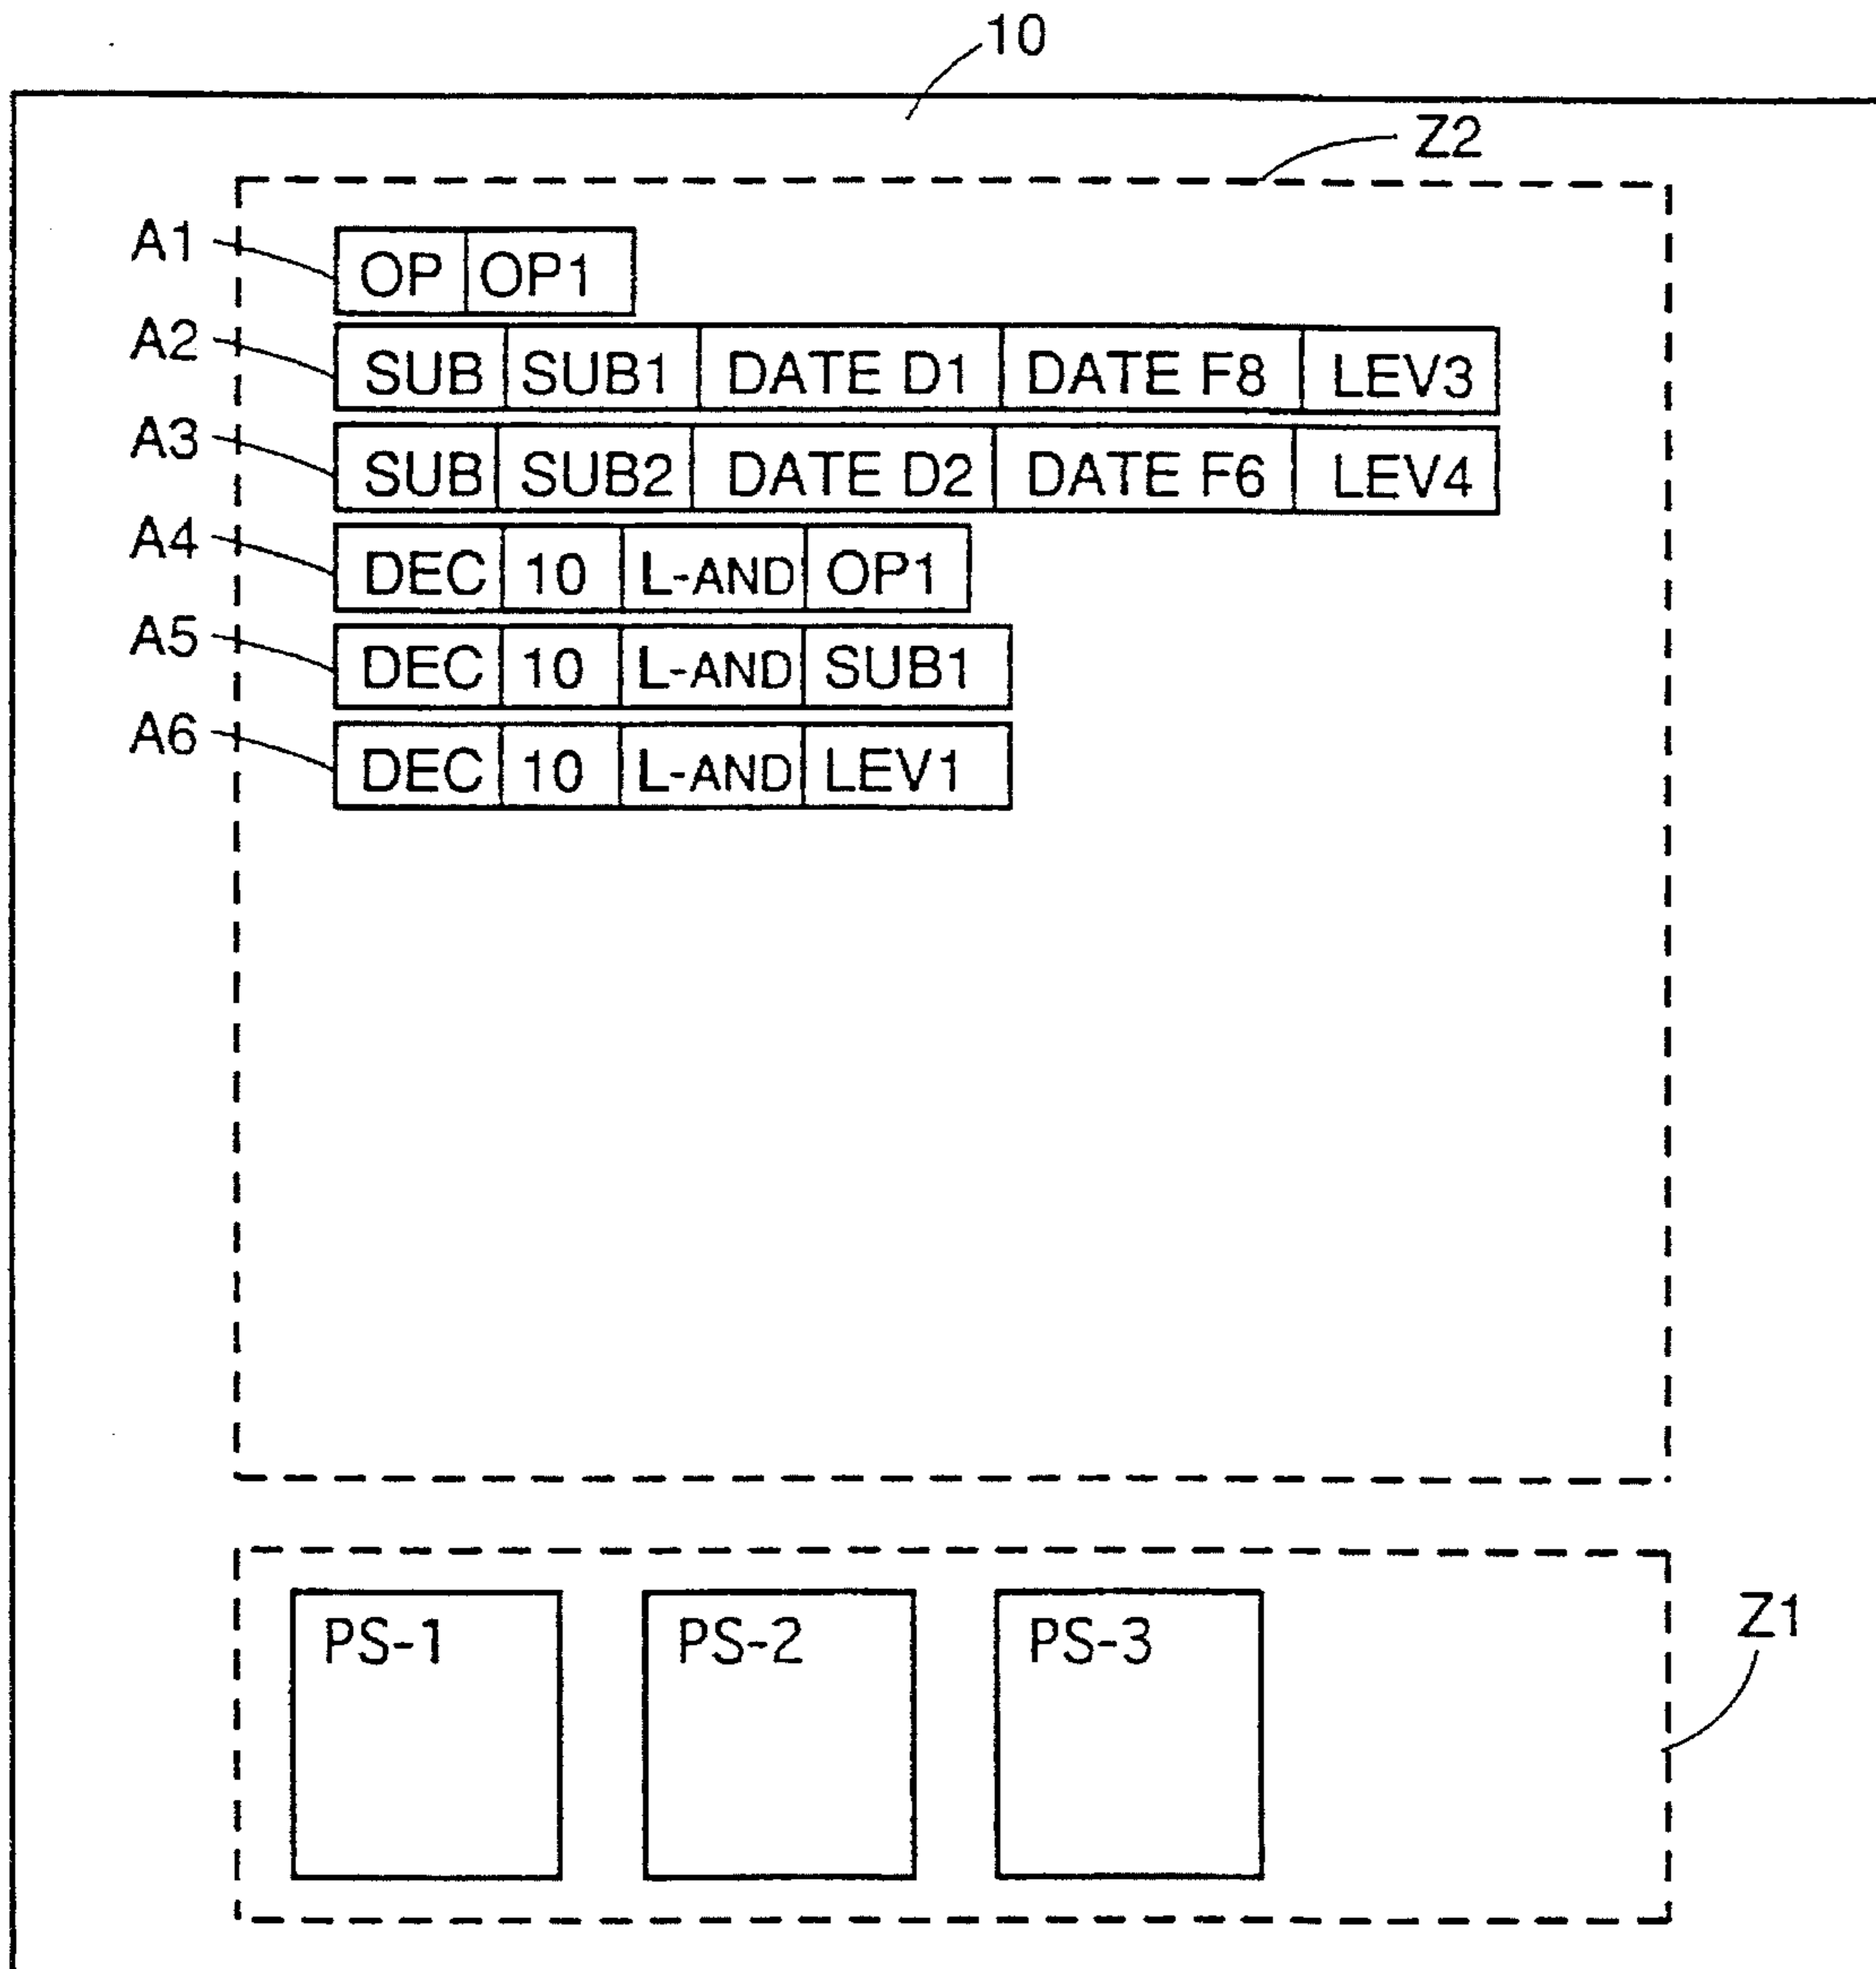 10
Z2
A1 OP OP1
A2 SUB SUB1 DATE D1 DATE F8 LEV3
A3 SUB SUB2 DATE D2 DATE F6 LEV4
A4 DEC 10 L-AND OP1
A5 DEC 10 L-AND SUB1
A6 DEC 10 L-AND LEV1
PS-1 PS-2 PS-3
Z1